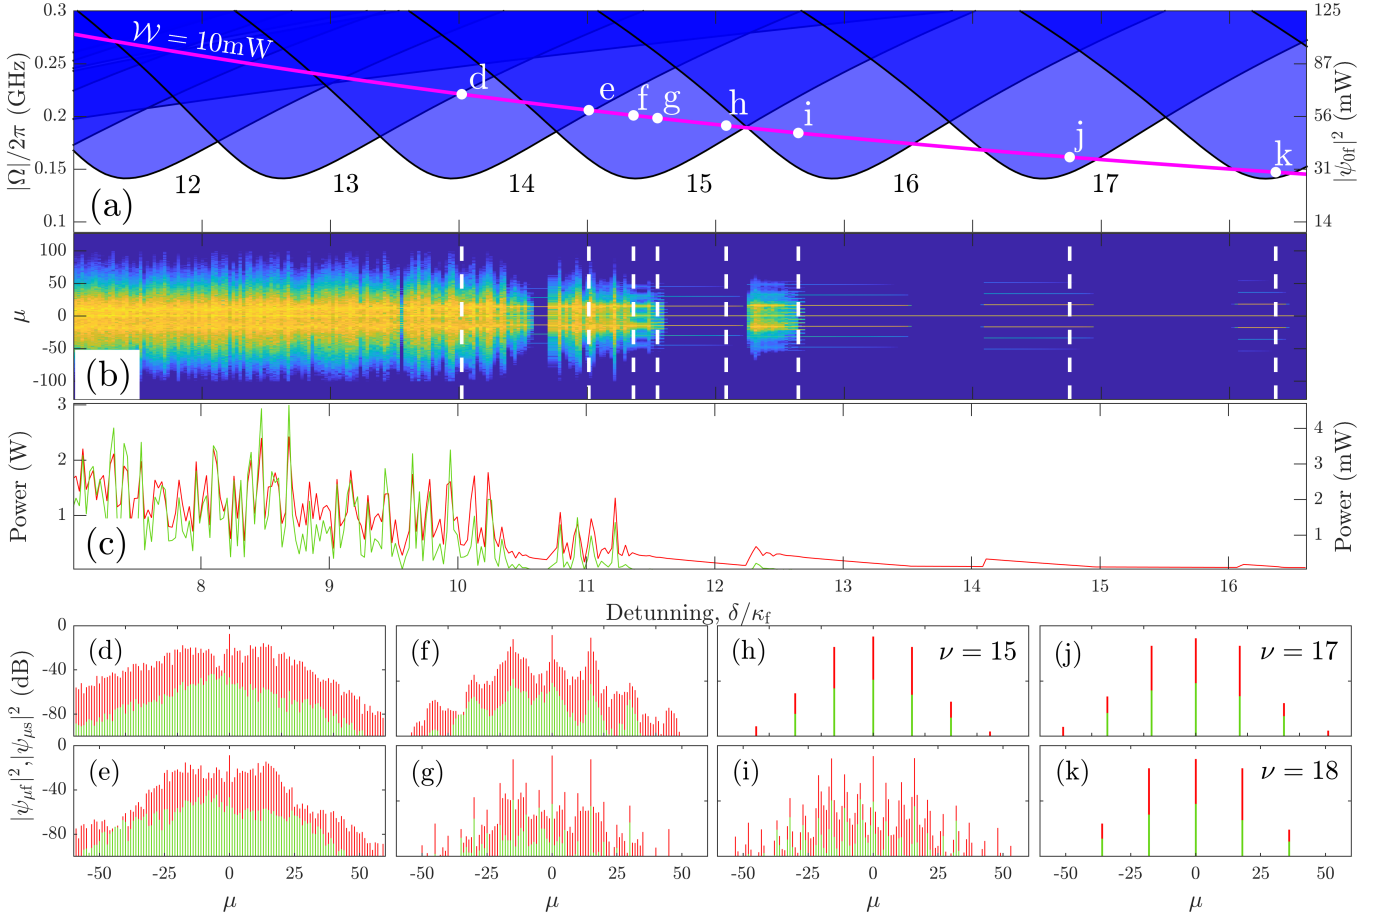 0.3
0.25
0.2
0.15
0.1
|Ω|/2π (GHz)
𝒲 = 10mW
d e f g h i j k
12 13 14 15 16 17
(a)
125
87
56
31
14
|ψ₀f|² (mW)
100
50
0
-50
-100
μ
(b)
3
2
1
Power (W)
(c)
4
3
2
1
Power (mW)
8 9 10 11 12 13 14 15 16
Detunning, δ/κf
|ψμf|²,|ψμs|² (dB)
0
-40
-80
(d)
(f)
(h) ν = 15
(j) ν = 17
0
-40
-80
(e)
(g)
(i)
(k) ν = 18
-50 -25 0 25 50
-50 -25 0 25 50
-50 -25 0 25 50
-50 -25 0 25 50
μ μ μ μ